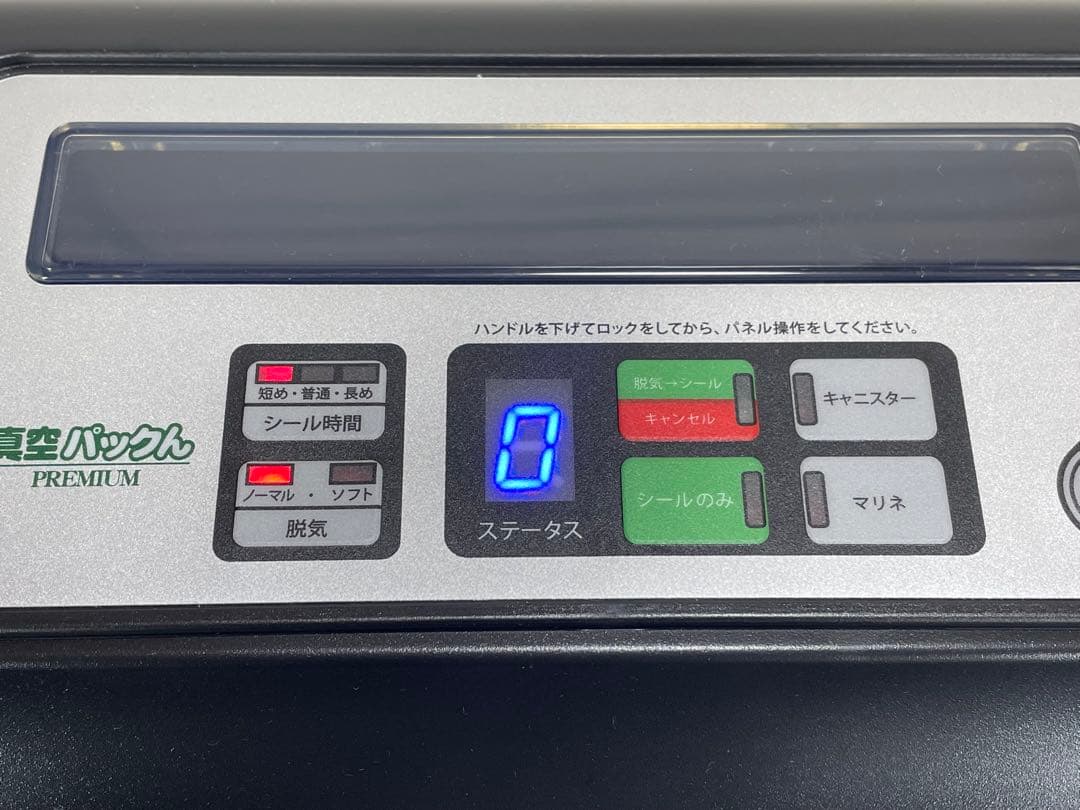 ハンドルを下げてロックをしてから、パネル操作をしてください。
短め・普通・長め
シール時間
真空パックん
PREMIUM
ノーマル ・ ソフト
脱気
0
ステータス
脱気→シール
キャンセル
キャニスター
シールのみ
マリネ